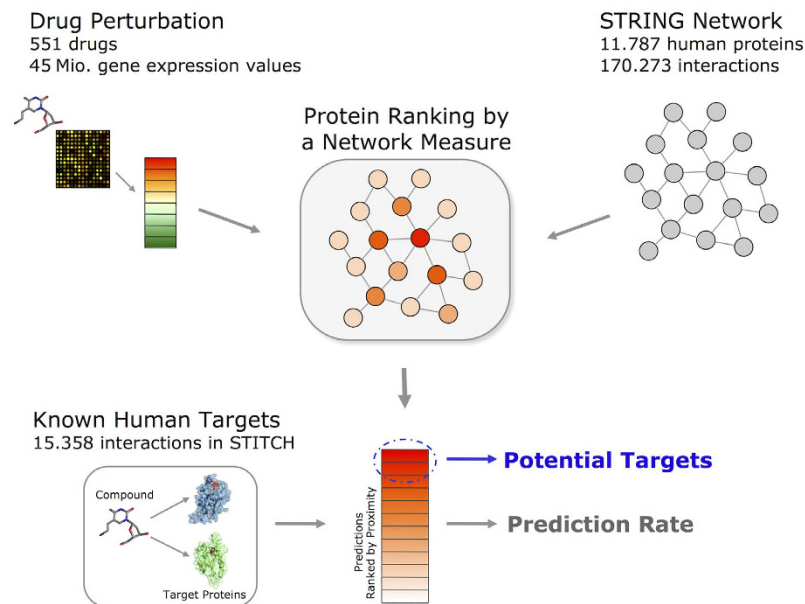 Drug Perturbation
551 drugs
45 Mio. gene expression values
STRING Network
11.787 human proteins
170.273 interactions
Protein Ranking by
a Network Measure
Known Human Targets
15.358 interactions in STITCH
Compound
Target Proteins
Predictions
Ranked by Proximity
Potential Targets
Prediction Rate